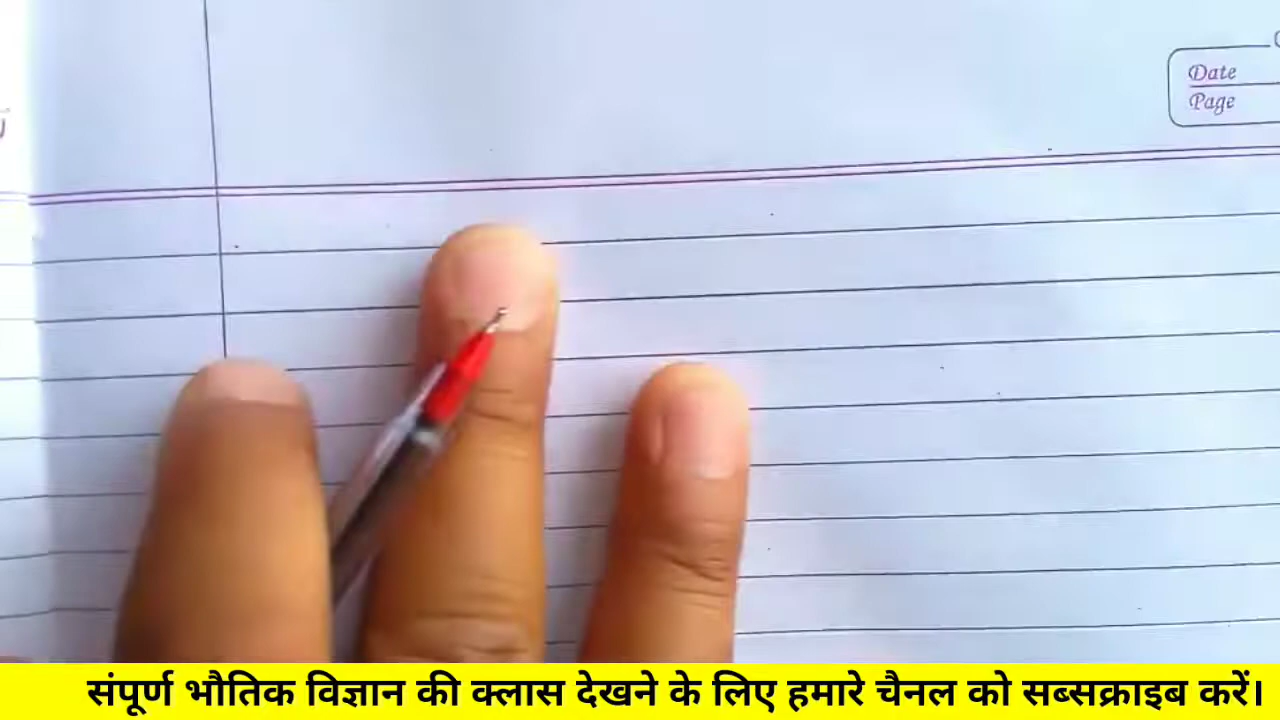 Date
Page
संपूर्ण भौतिक विज्ञान की क्लास देखने के लिए हमारे चैनल को सब्सक्राइब करें।